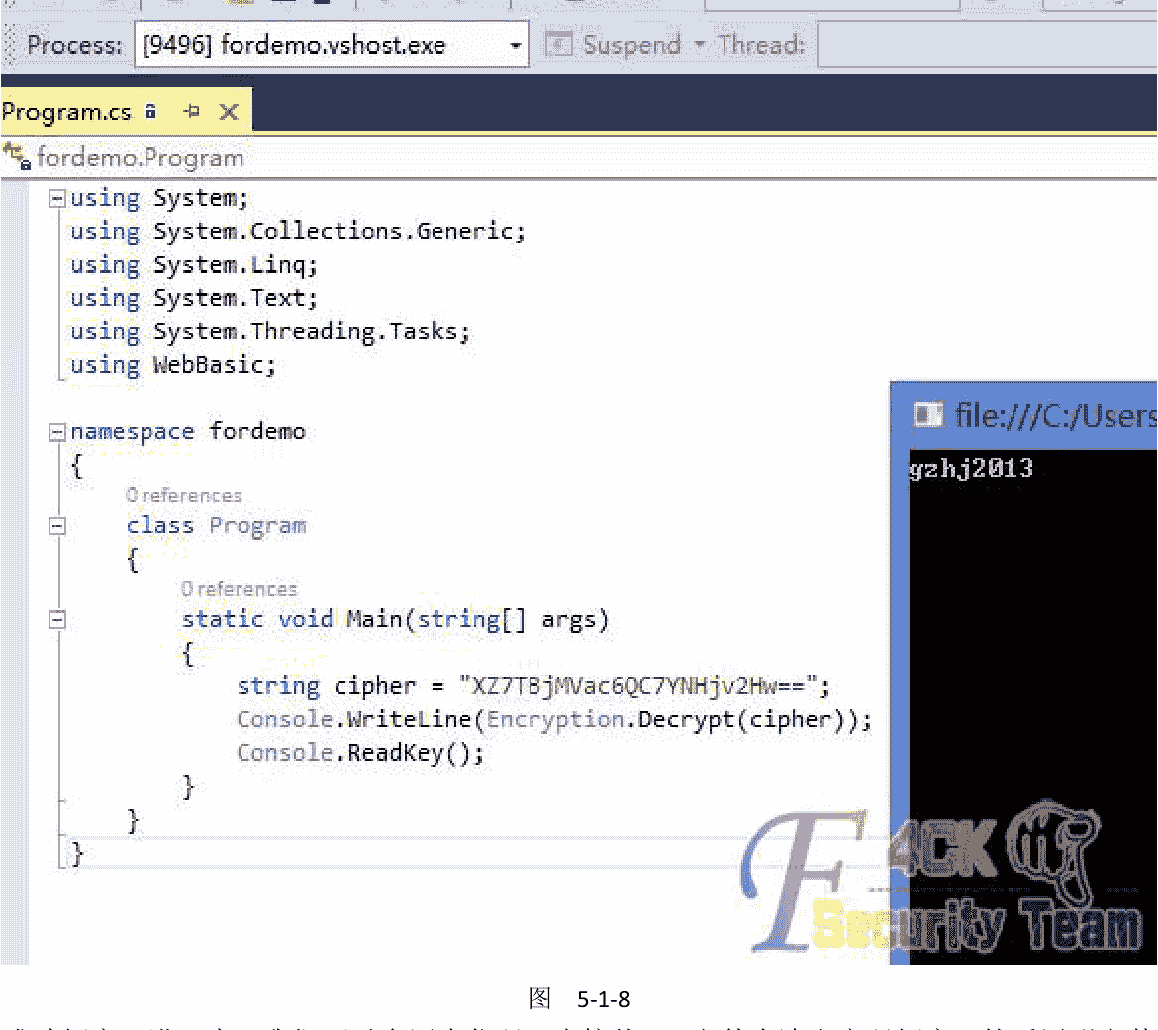 Process: [9496] fordemo.vshost.exe Suspend Thread:
Program.cs
fordemo.Program
using System;
using System.Collections.Generic;
using System.Linq;
using System.Text;
using System.Threading.Tasks;
using WebBasic;
namespace fordemo
{
0 references
class Program
{
0 references
static void Main(string[] args)
{
string cipher = "XZ7TBjMVac6QC7YNHjv2Hw==";
Console.WriteLine(Encryption.Decrypt(cipher));
Console.ReadKey();
}
}
}
file:///C:/Users
gzhj2013
F4CK
Security Team
图 5-1-8